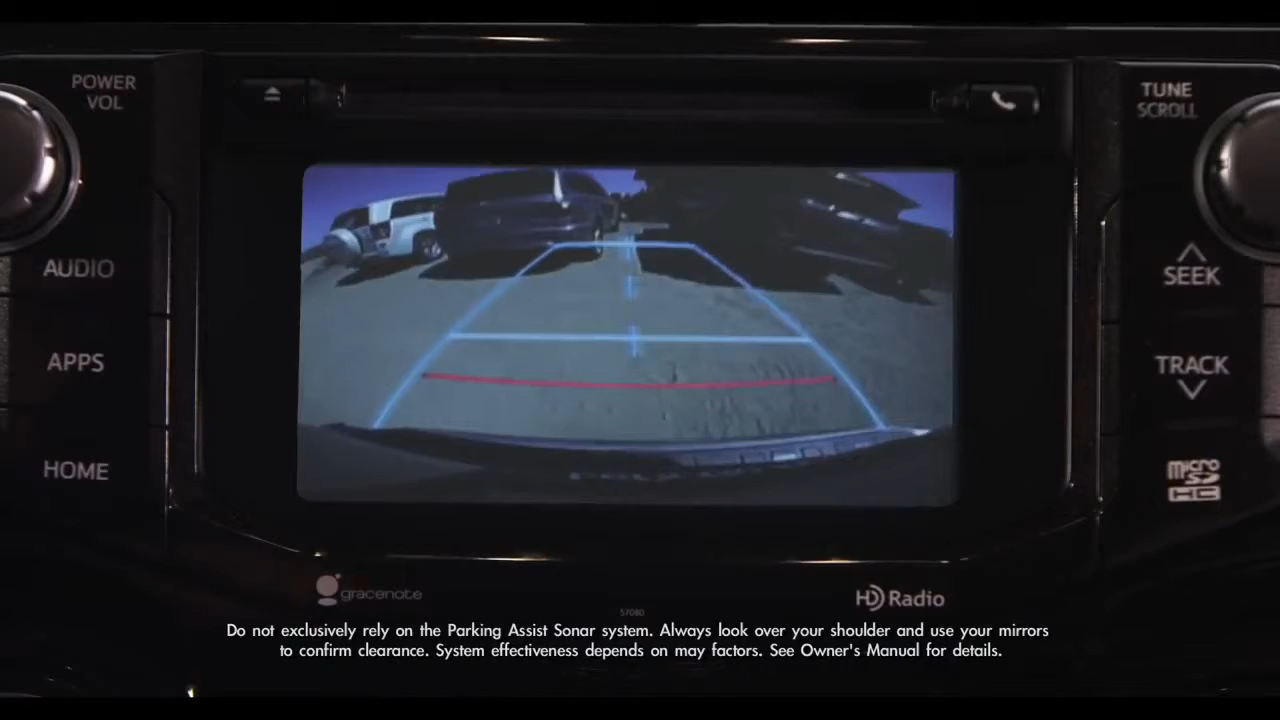 POWER
VOL
TUNE
SCROLL
AUDIO
SEEK
APPS
TRACK
HOME
micro
SD
HC
gracenote
HD Radio
57080
Do not exclusively rely on the Parking Assist Sonar system. Always look over your shoulder and use your mirrors
to confirm clearance. System effectiveness depends on may factors. See Owner's Manual for details.